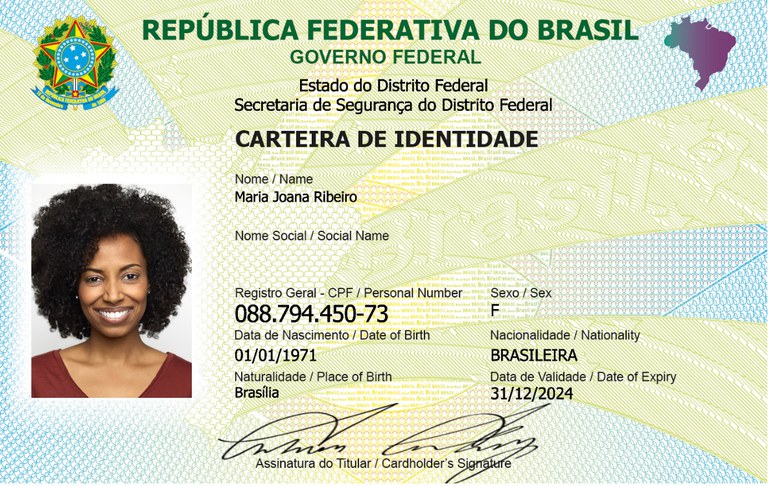 REPÚBLICA FEDERATIVA DO BRASIL
GOVERNO FEDERAL
Estado do Distrito Federal
Secretaria de Segurança do Distrito Federal
CARTEIRA DE IDENTIDADE
Nome / Name
Maria Joana Ribeiro
Nome Social / Social Name
Registro Geral - CPF / Personal Number Sexo / Sex
088.794.450-73 F
Data de Nascimento / Date of Birth Nacionalidade / Nationality
01/01/1971 BRASILEIRA
Naturalidade / Place of Birth Data de Validade / Date of Expiry
Brasília 31/12/2024
Assinatura do Titular / Cardholder's Signature
Brasil